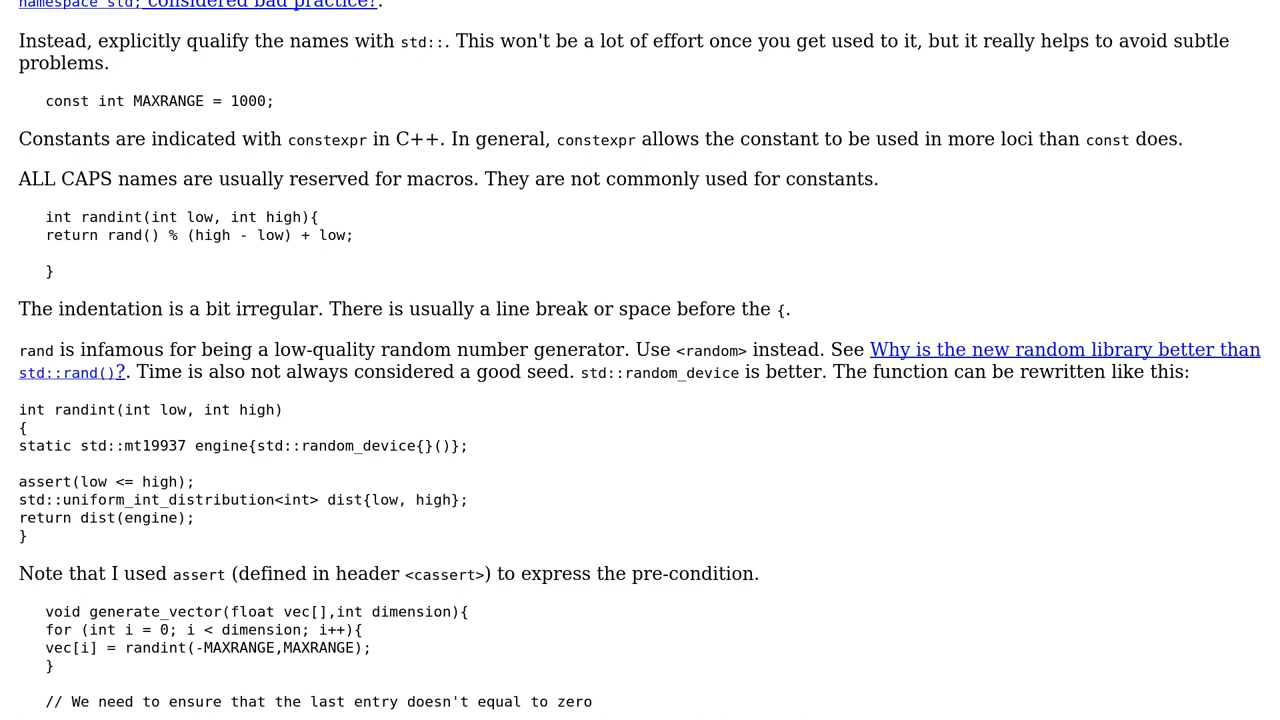 namespace std; considered bad practice?.
Instead, explicitly qualify the names with std::. This won't be a lot of effort once you get used to it, but it really helps to avoid subtle
problems.
const int MAXRANGE = 1000;
Constants are indicated with constexpr in C++. In general, constexpr allows the constant to be used in more loci than const does.
ALL CAPS names are usually reserved for macros. They are not commonly used for constants.
int randint(int low, int high){
return rand() % (high - low) + low;
}
The indentation is a bit irregular. There is usually a line break or space before the {.
rand is infamous for being a low-quality random number generator. Use <random> instead. See Why is the new random library better than
std::rand()?. Time is also not always considered a good seed. std::random_device is better. The function can be rewritten like this:
int randint(int low, int high)
{
static std::mt19937 engine{std::random_device{}()};
assert(low <= high);
std::uniform_int_distribution<int> dist{low, high};
return dist(engine);
}
Note that I used assert (defined in header <cassert>) to express the pre-condition.
void generate_vector(float vec[],int dimension){
for (int i = 0; i < dimension; i++){
vec[i] = randint(-MAXRANGE,MAXRANGE);
}
// We need to ensure that the last entry doesn't equal to zero